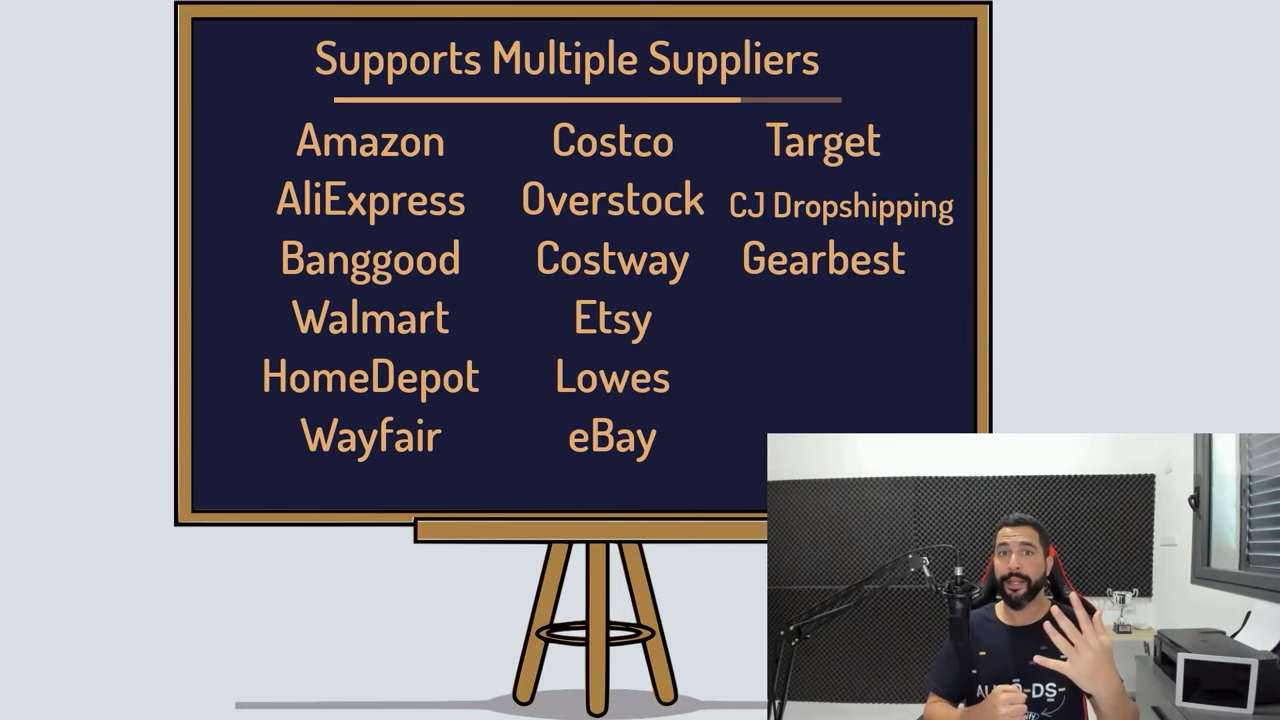 Supports Multiple Suppliers
Amazon
AliExpress
Banggood
Walmart
HomeDepot
Wayfair
Costco
Overstock
Costway
Etsy
Lowes
eBay
Target
CJ Dropshipping
Gearbest